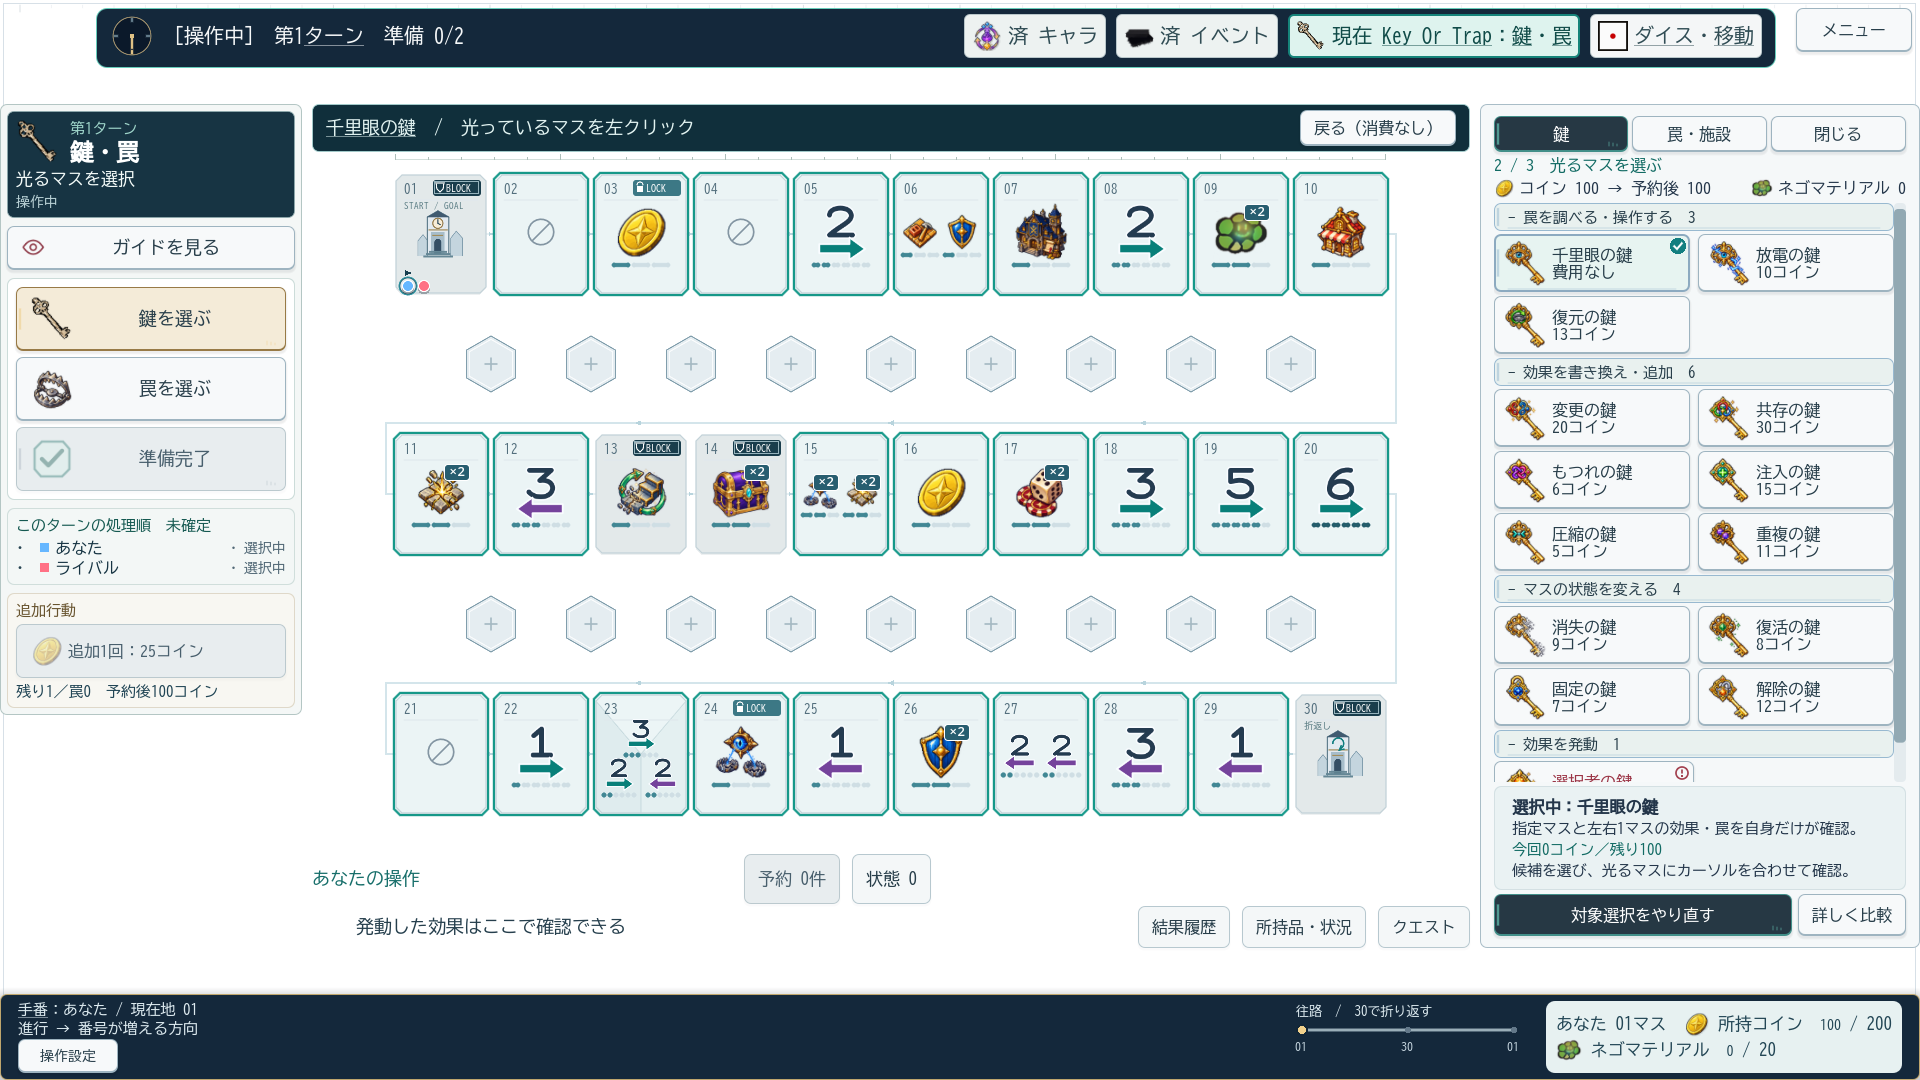 [操作中]　第1ターン　準備 0/2
済 キャラ
済 イベント
現在 Key Or Trap：鍵・罠
ダイス・移動
メニュー
第1ターン
鍵・罠
光るマスを選択
操作中
ガイドを見る
鍵を選ぶ
罠を選ぶ
準備完了
このターンの処理順　未確定
・ あなた ・ 選択中
・ ライバル ・ 選択中
追加行動
追加1回：25コイン
残り1／罠0　予約後100コイン
千里眼の鍵　/　光っているマスを左クリック
戻る（消費なし）
01 BLOCK
START / GOAL
02
03 LOCK
04
05
2
06
07
08
2
09
×2
10
11
×2
12
3
13 BLOCK
14 BLOCK
×2
15
×2 ×2
16
17
×2
18
3
19
5
20
6
21
22
1
23
3
2 2
24 LOCK
25
1
26
×2
27
2 2
28
3
29
1
30 BLOCK
折返し
あなたの操作
予約 0件
状態 0
発動した効果はここで確認できる
結果履歴
所持品・状況
クエスト
鍵
罠・施設
閉じる
2 / 3　光るマスを選ぶ
コイン 100 → 予約後 100
ネゴマテリアル 0
− 罠を調べる・操作する　3
千里眼の鍵
費用なし
放電の鍵
10コイン
復元の鍵
13コイン
− 効果を書き換え・追加　6
変更の鍵
20コイン
共存の鍵
30コイン
もつれの鍵
6コイン
注入の鍵
15コイン
圧縮の鍵
5コイン
重複の鍵
11コイン
− マスの状態を変える　4
消失の鍵
9コイン
復活の鍵
8コイン
固定の鍵
7コイン
解除の鍵
12コイン
− 効果を発動　1
選択者の鍵
選択中：千里眼の鍵
指定マスと左右1マスの効果・罠を自身だけが確認。
今回0コイン／残り100
候補を選び、光るマスにカーソルを合わせて確認。
対象選択をやり直す
詳しく比較
手番：あなた / 現在地 01
進行 → 番号が増える方向
操作設定
往路　/　30で折り返す
01 30 01
あなた 01マス
所持コイン 100 / 200
ネゴマテリアル 0 / 20